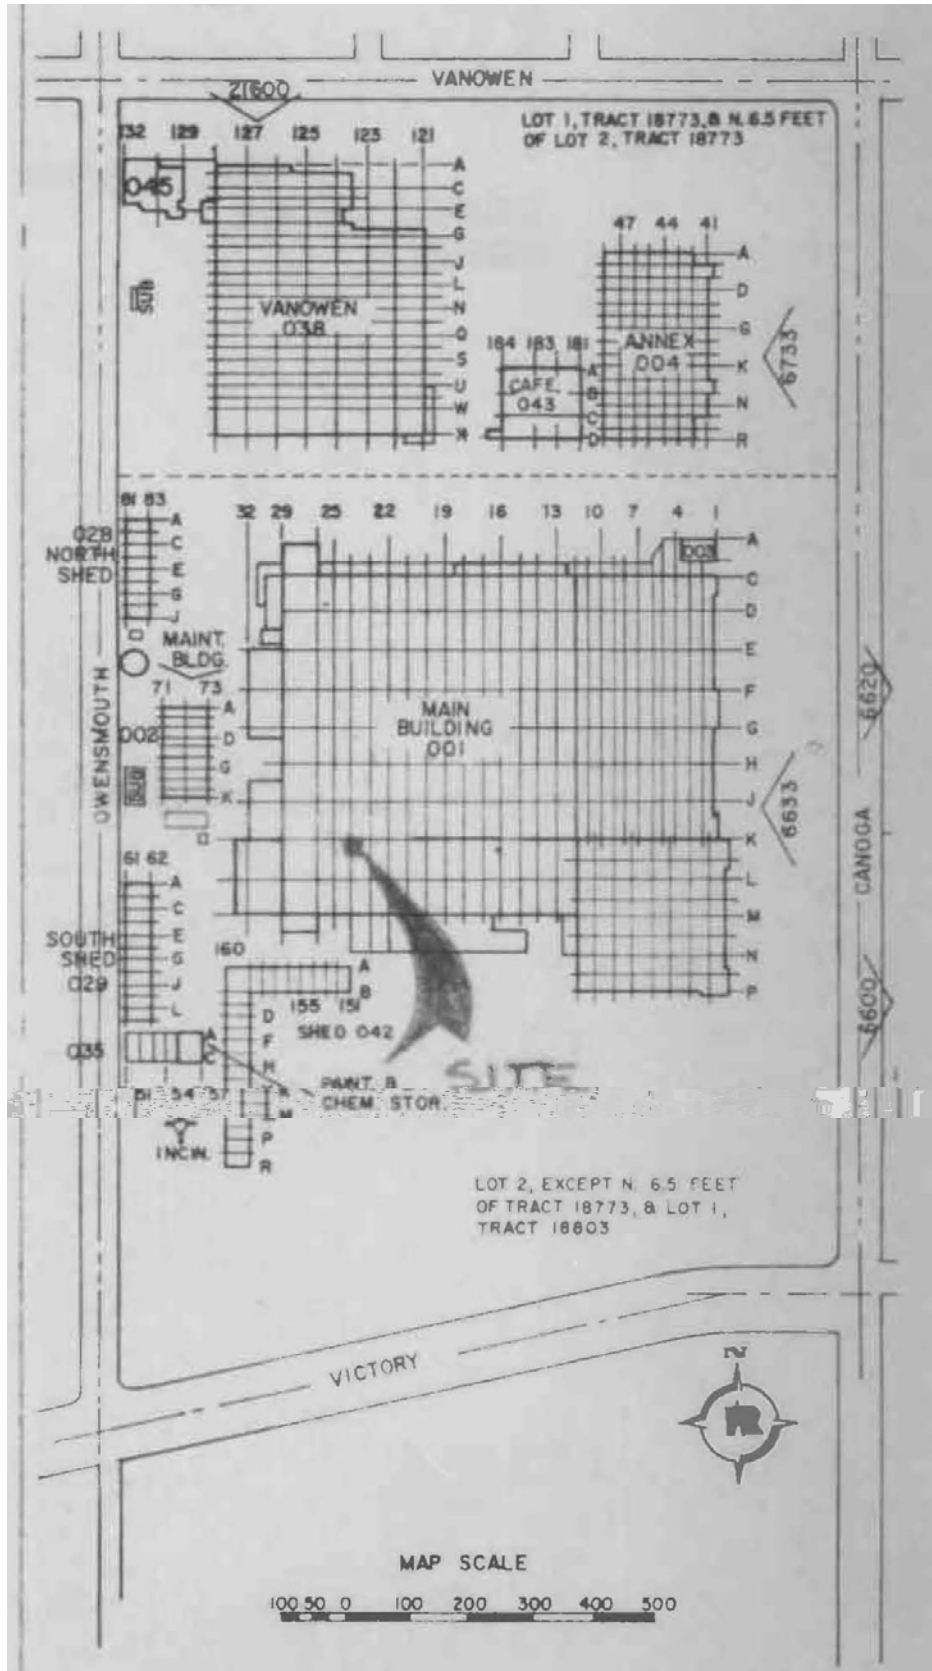 VANOWEN
21600
LOT 1, TRACT 18773, & N. 6.5 FEET
OF LOT 2, TRACT 18773
132 129 127 125 123 121
A
C
E
G
J
L
N
Q
S
U
W
X
045
SUB
VANOWEN
038
47 44 41
A
D
G
K
N
R
ANNEX
004
6733
184 183 181
A
B
C
D
CAFE.
043
81 83
A
C
E
G
J
028
NORTH
SHED
32 29 25 22 19 16 13 10 7 4 1
A
C
D
E
F
G
H
J
K
L
M
N
P
003
MAIN
BUILDING
001
MAINT.
BLDG.
71 73
A
D
G
K
002
SUB
OWENSMOUTH
6620
6633
CANOGA
6600
61 62
A
C
E
G
J
L
SOUTH
SHED
029
160
A
B
155 151
D
F
H
K
M
P
R
SHED 042
035
A
C
51 54 57
PAINT &
CHEM. STOR.
INCIN.
SITE
LOT 2, EXCEPT N. 6.5 FEET
OF TRACT 18773, & LOT 1,
TRACT 18803
VICTORY
N
R
MAP SCALE
100 50 0 100 200 300 400 500